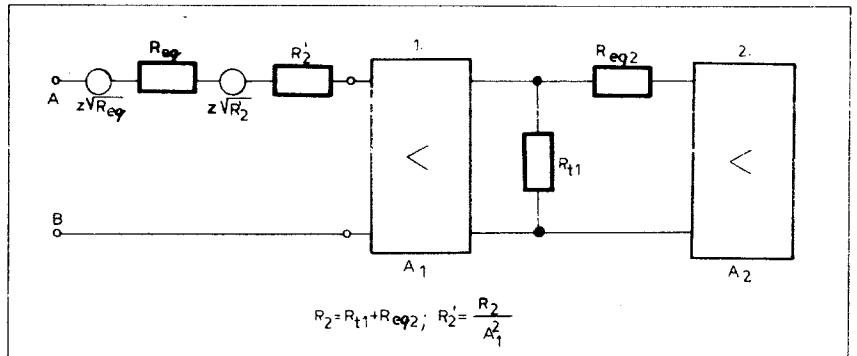 R_eq
R'_2
1.
R_eq2
2.
A
z√R_eq
z√R'_2
<
R_t1
<
B
A_1
A_2
R_2=R_t1+R_eq2; R'_2= R_2 / A_1^2